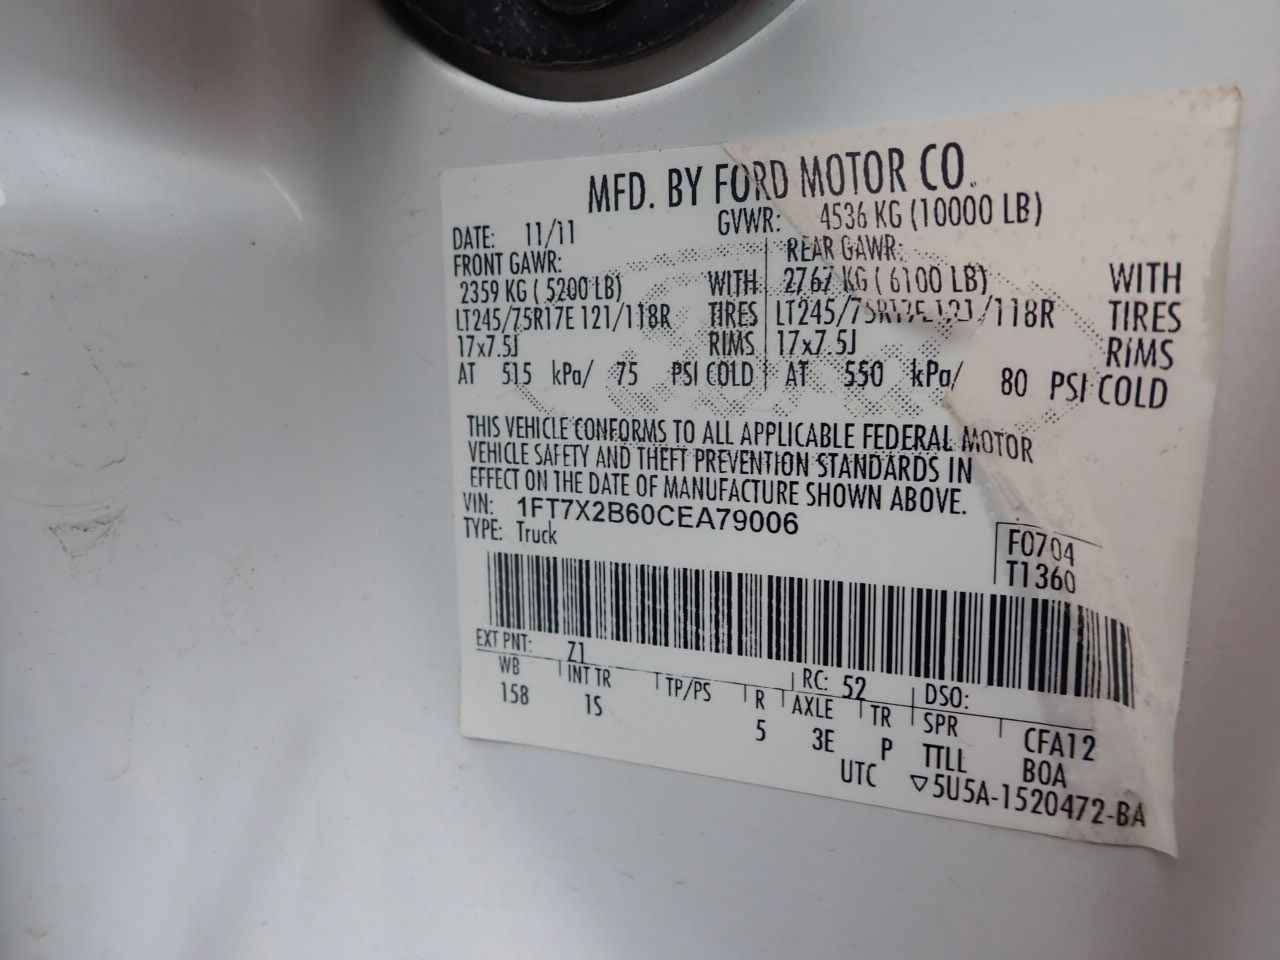 MFD. BY FORD MOTOR CO.
DATE: 11/11 GVWR: 4536 KG (10000 LB)
FRONT GAWR: REAR GAWR:
2359 KG ( 5200 LB) WITH 2767 KG ( 6100 LB) WITH
LT245/75R17E 121/118R TIRES LT245/75R17E 121/118R TIRES
17x7.5J RIMS 17x7.5J RIMS
AT 515 kPa/ 75 PSI COLD AT 550 kPa/ 80 PSI COLD
THIS VEHICLE CONFORMS TO ALL APPLICABLE FEDERAL MOTOR
VEHICLE SAFETY AND THEFT PREVENTION STANDARDS IN
EFFECT ON THE DATE OF MANUFACTURE SHOWN ABOVE.
VIN: 1FT7X2B60CEA79006
TYPE: Truck
F0704
T1360
EXT PNT: Z1 RC: 52 DSO:
WB INT TR TP/PS R AXLE TR SPR CFA12
158 1S 5 3E P TTLL BOA
UTC ▽5U5A-1520472-BA